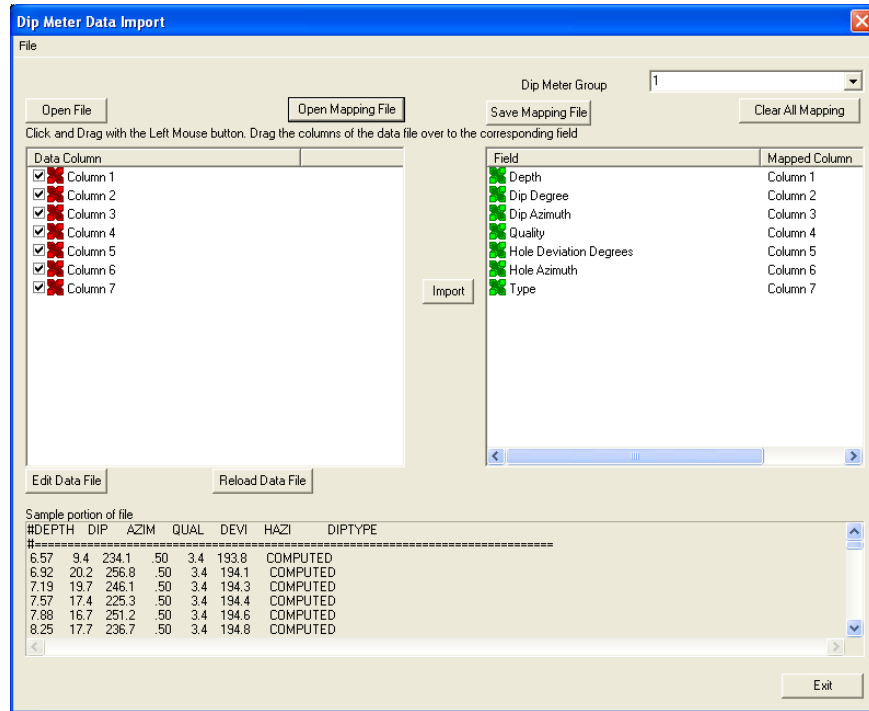 Dip Meter Data Import
File
Dip Meter Group 1
Open File Open Mapping File Save Mapping File Clear All Mapping
Click and Drag with the Left Mouse button. Drag the columns of the data file over to the corresponding field
Data Column
Column 1
Column 2
Column 3
Column 4
Column 5
Column 6
Column 7
Import
Field Mapped Column
Depth Column 1
Dip Degree Column 2
Dip Azimuth Column 3
Quality Column 4
Hole Deviation Degrees Column 5
Hole Azimuth Column 6
Type Column 7
Edit Data File Reload Data File
Sample portion of file
#DEPTH DIP AZIM QUAL DEVI HAZI DIPTYPE
#==============================================================================
6.57 9.4 234.1 .50 3.4 193.8 COMPUTED
6.92 20.2 256.8 .50 3.4 194.1 COMPUTED
7.19 19.7 246.1 .50 3.4 194.3 COMPUTED
7.57 17.4 225.3 .50 3.4 194.4 COMPUTED
7.88 16.7 251.2 .50 3.4 194.6 COMPUTED
8.25 17.7 236.7 .50 3.4 194.8 COMPUTED
Exit